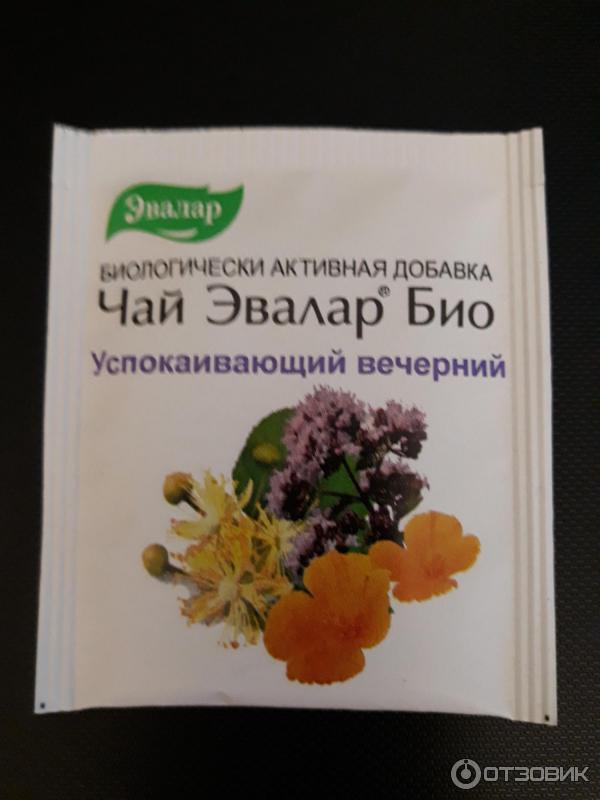 Эвалар
БИОЛОГИЧЕСКИ АКТИВНАЯ ДОБАВКА
Чай Эвалар® Био
Успокаивающий вечерний
ОТЗОВИК